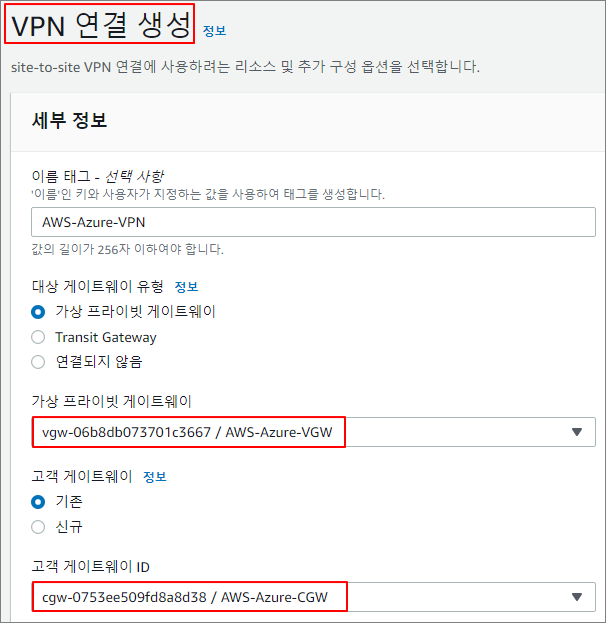 VPN 연결 생성 정보
site-to-site VPN 연결에 사용하려는 리소스 및 추가 구성 옵션을 선택합니다.
세부 정보
이름 태그 - 선택 사항
'이름'인 키와 사용자가 지정하는 값을 사용하여 태그를 생성합니다.
AWS-Azure-VPN
값의 길이가 256자 이하여야 합니다.
대상 게이트웨이 유형 정보
가상 프라이빗 게이트웨이
Transit Gateway
연결되지 않음
가상 프라이빗 게이트웨이
vgw-06b8db073701c3667 / AWS-Azure-VGW
고객 게이트웨이 정보
기존
신규
고객 게이트웨이 ID
cgw-0753ee509fd8a8d38 / AWS-Azure-CGW